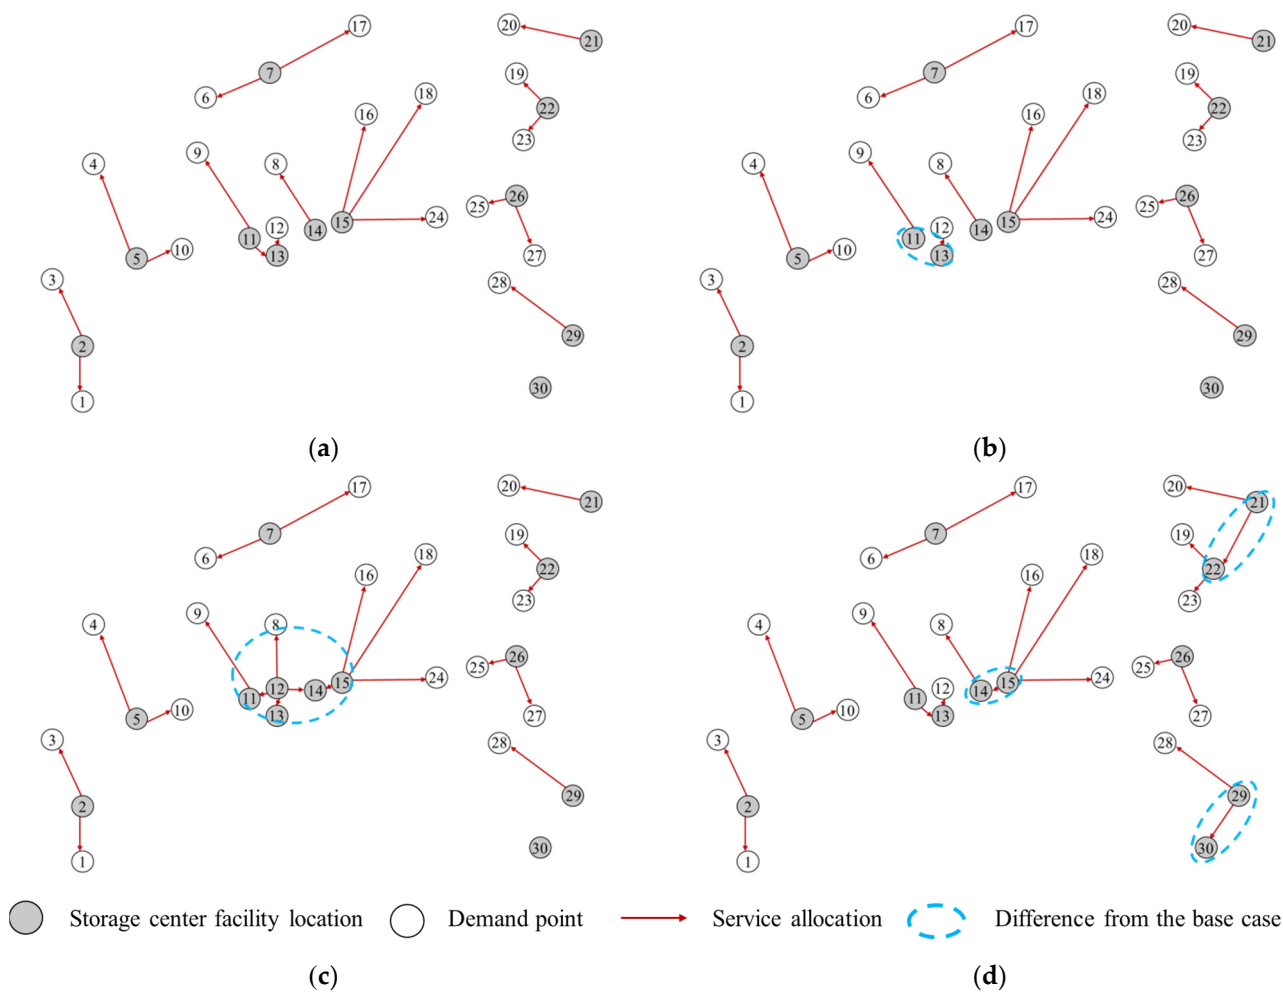 17 20 21
7 19
6 18 22
16 23
9 8
4 26
25
12 15 24
11 14
10 13 27
5
3 28
29
2
30
1
(a)
17 20 21
7 19
6 18 22
16 23
9 8
4 26
25
12 15 24
11 14
10 13 27
5
3 28
29
2
30
1
(b)
17 20 21
7 19
6 18 22
16 23
9 8
4 26
25
12 15 24
11 14
10 13 27
5
3 28
29
2
30
1
17 20 21
7 19
6 18 22
16 23
9 8
4 26
25
12 15 24
11 14
10 13 27
5
3 28
29
2
30
1
Storage center facility location Demand point Service allocation Difference from the base case
(c) (d)